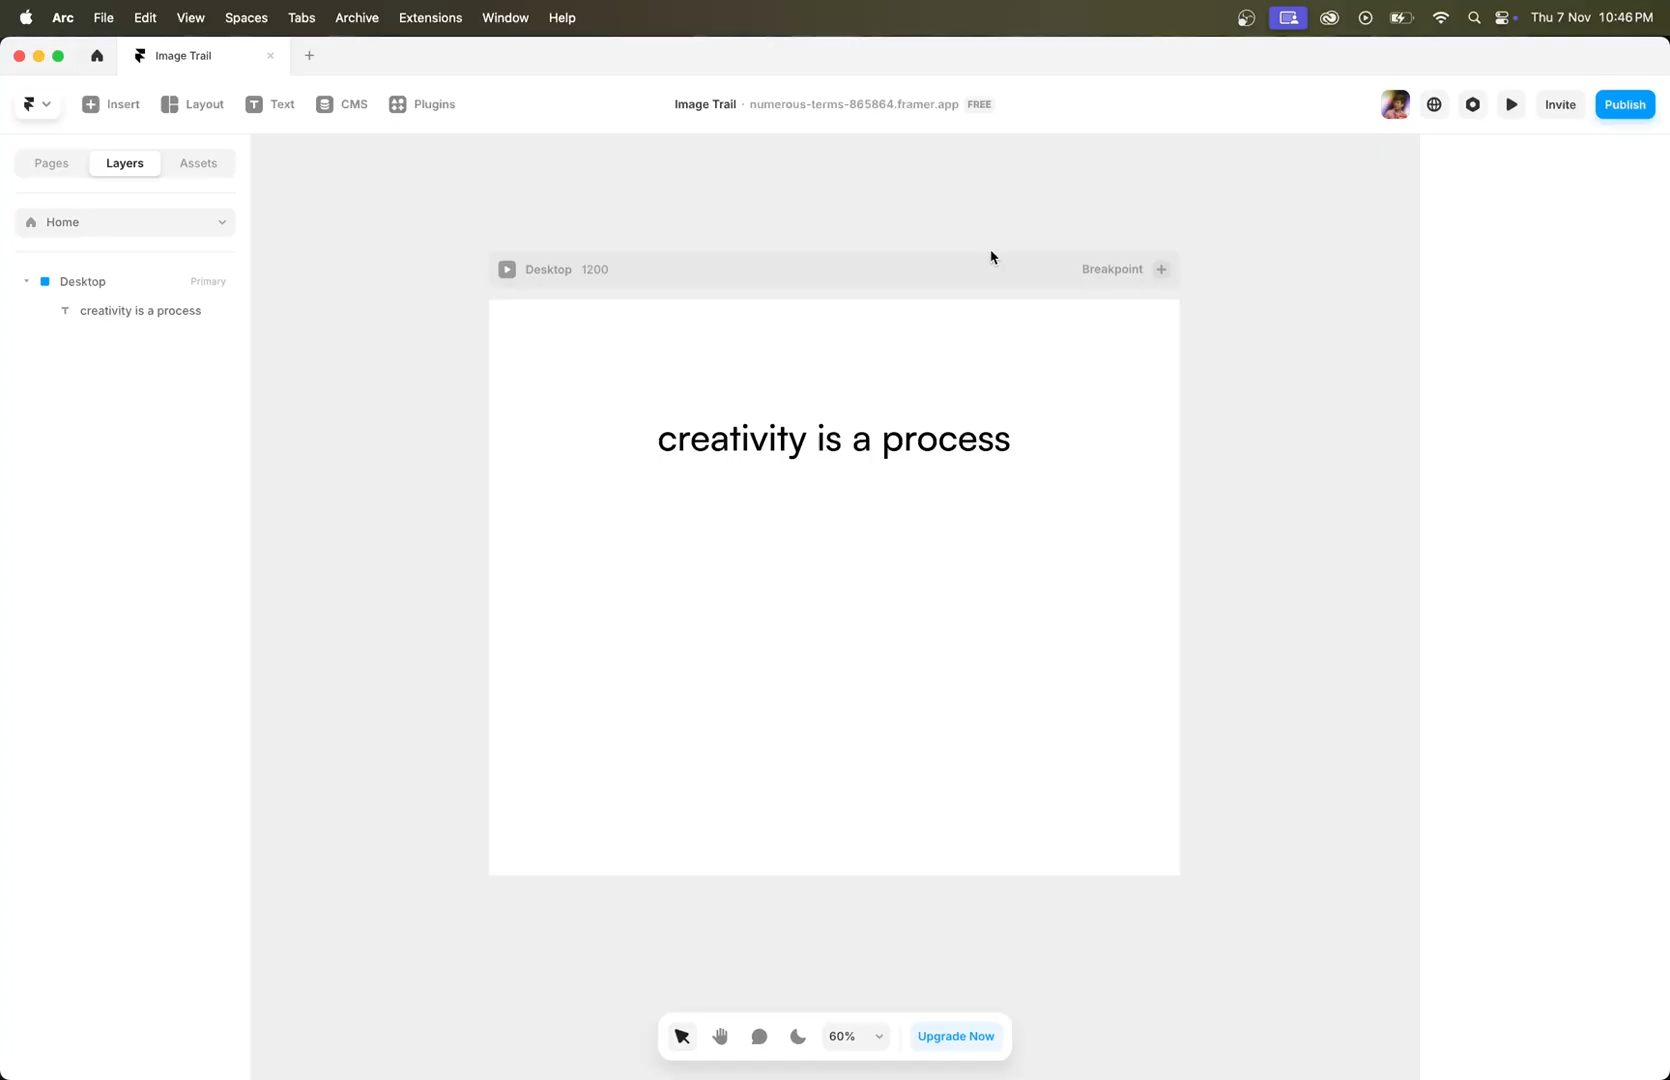 Arc File Edit View Spaces Tabs Archive Extensions Window Help Thu 7 Nov 10:46 PM
Image Trail
Insert Layout Text CMS Plugins Image Trail · numerous-terms-865864.framer.app FREE Invite Publish
Pages Layers Assets
Home
Desktop 1200 Breakpoint
Desktop Primary
creativity is a process
creativity is a process
60% Upgrade Now